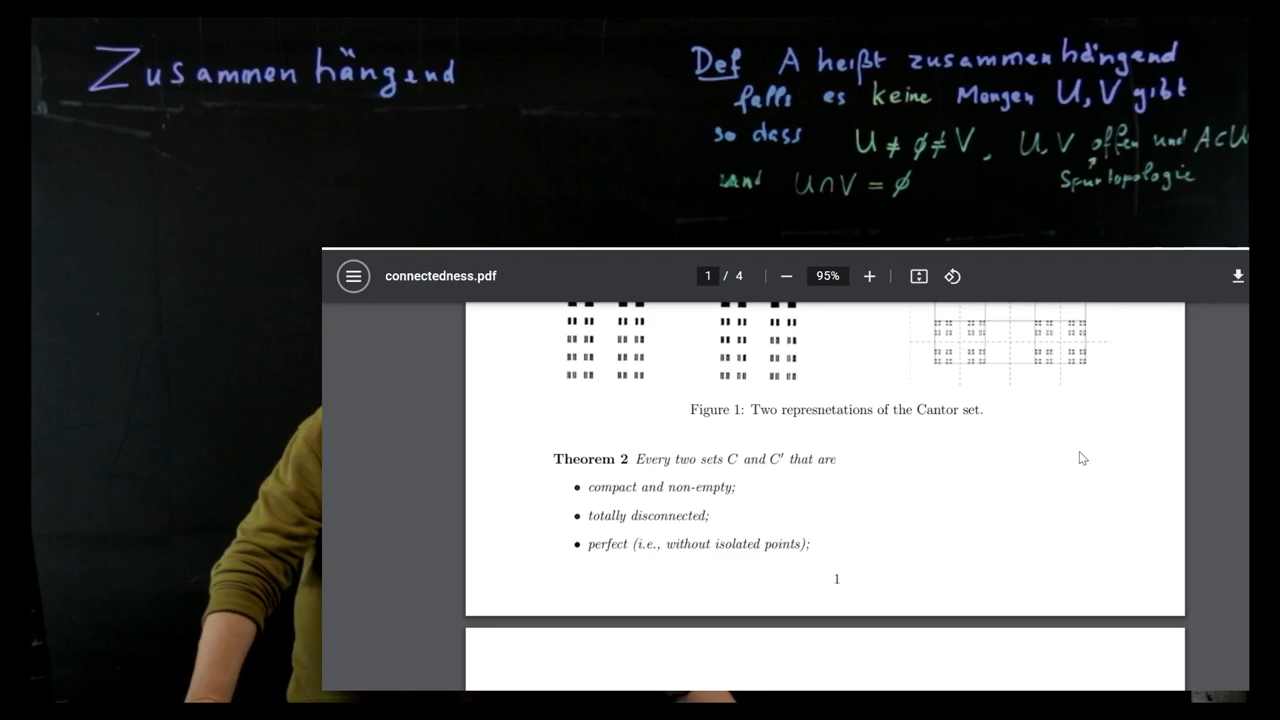 Zusammenhängend
Def A heißt zusammenhängend
falls es keine Mengen U, V gibt
so dass U ≠ ∅ ≠ V, U, V offen und A ⊂ U
und U ∩ V = ∅
Spurtopologie
connectedness.pdf
1 / 4
95%
Figure 1: Two represnetations of the Cantor set.
Theorem 2 Every two sets C and C′ that are
• compact and non-empty;
• totally disconnected;
• perfect (i.e., without isolated points);
1